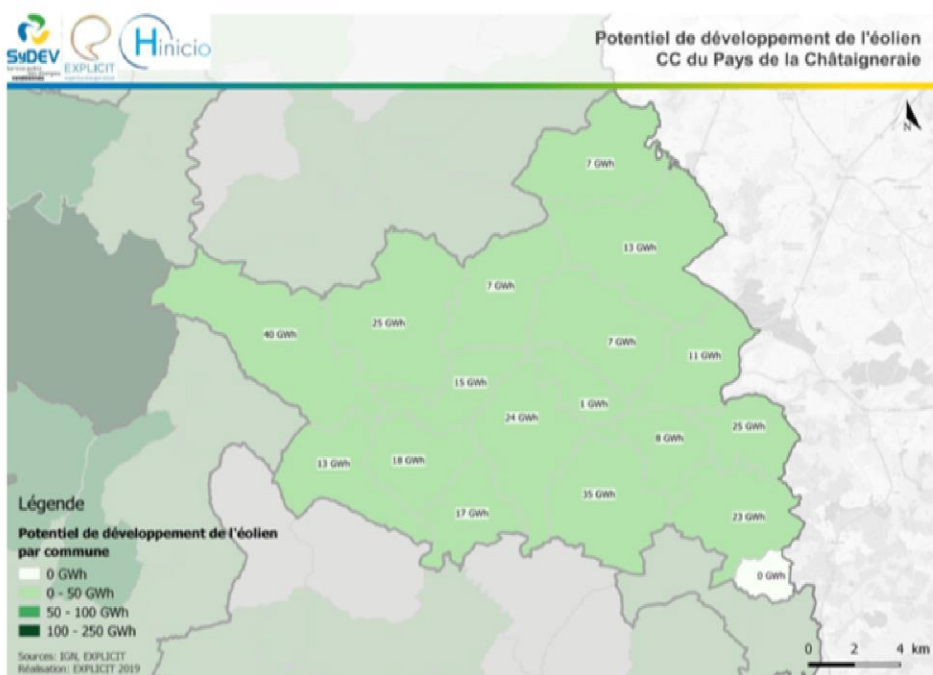 SyDEV
EXPLICIT
Hinicio
Potentiel de développement de l'éolien
CC du Pays de la Châtaigneraie
N
7 GWh
13 GWh
7 GWh
25 GWh
40 GWh
7 GWh
11 GWh
15 GWh
1 GWh
24 GWh
25 GWh
8 GWh
13 GWh
18 GWh
35 GWh
17 GWh
23 GWh
0 GWh
Légende
Potentiel de développement de l'éolien
par commune
0 GWh
0 - 50 GWh
50 - 100 GWh
100 - 250 GWh
Sources: IGN, EXPLICIT
Réalisation: EXPLICIT 2019
0 2 4 km